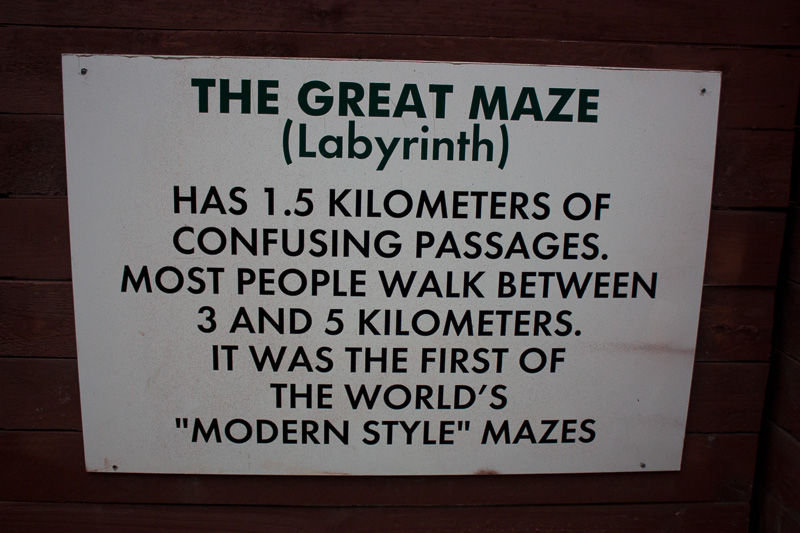 THE GREAT MAZE
(Labyrinth)
HAS 1.5 KILOMETERS OF
CONFUSING PASSAGES.
MOST PEOPLE WALK BETWEEN
3 AND 5 KILOMETERS.
IT WAS THE FIRST OF
THE WORLD'S
"MODERN STYLE" MAZES